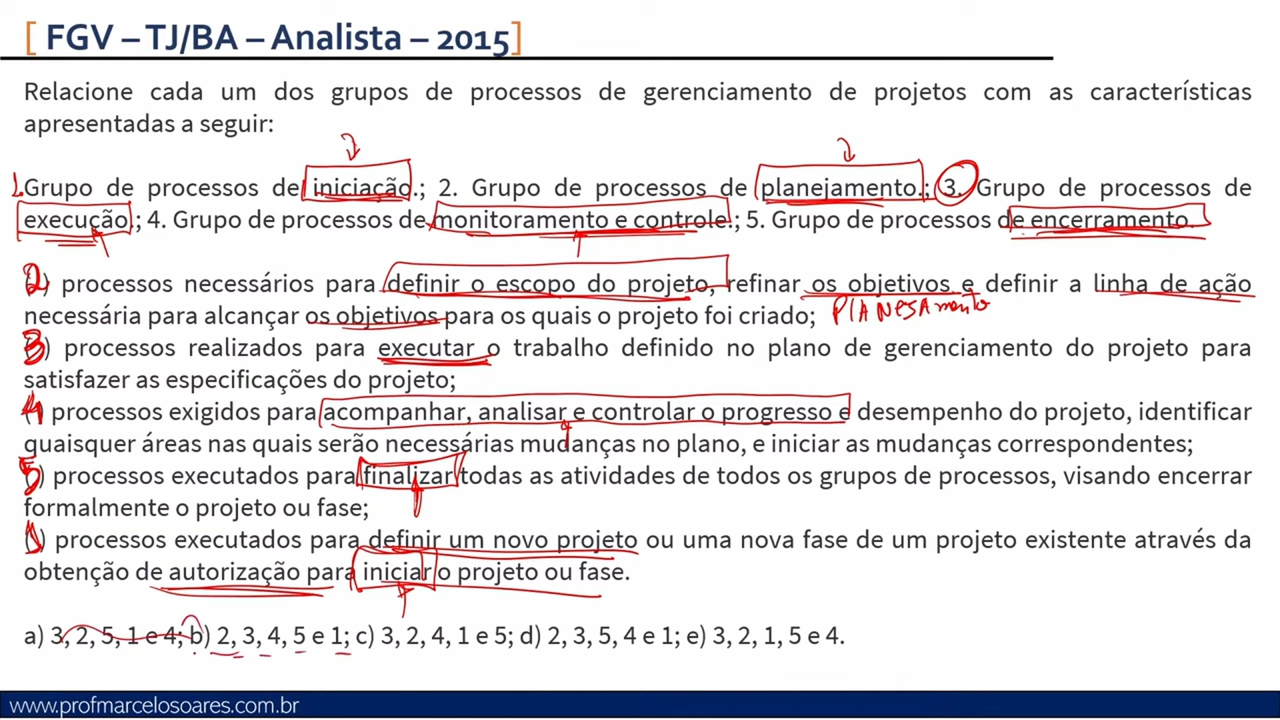 [ FGV – TJ/BA – Analista – 2015]
Relacione cada um dos grupos de processos de gerenciamento de projetos com as características
apresentadas a seguir:
1. Grupo de processos de iniciação.; 2. Grupo de processos de planejamento.; 3. Grupo de processos de
execução.; 4. Grupo de processos de monitoramento e controle.; 5. Grupo de processos de encerramento.
(2) processos necessários para definir o escopo do projeto, refinar os objetivos e definir a linha de ação
necessária para alcançar os objetivos para os quais o projeto foi criado; PlANEJAmento
(3) processos realizados para executar o trabalho definido no plano de gerenciamento do projeto para
satisfazer as especificações do projeto;
(4) processos exigidos para acompanhar, analisar e controlar o progresso e desempenho do projeto, identificar
quaisquer áreas nas quais serão necessárias mudanças no plano, e iniciar as mudanças correspondentes;
(5) processos executados para finalizar todas as atividades de todos os grupos de processos, visando encerrar
formalmente o projeto ou fase;
(1) processos executados para definir um novo projeto ou uma nova fase de um projeto existente através da
obtenção de autorização para iniciar o projeto ou fase.
a) 3, 2, 5, 1 e 4; b) 2, 3, 4, 5 e 1; c) 3, 2, 4, 1 e 5; d) 2, 3, 5, 4 e 1; e) 3, 2, 1, 5 e 4.
www.profmarcelosoares.com.br